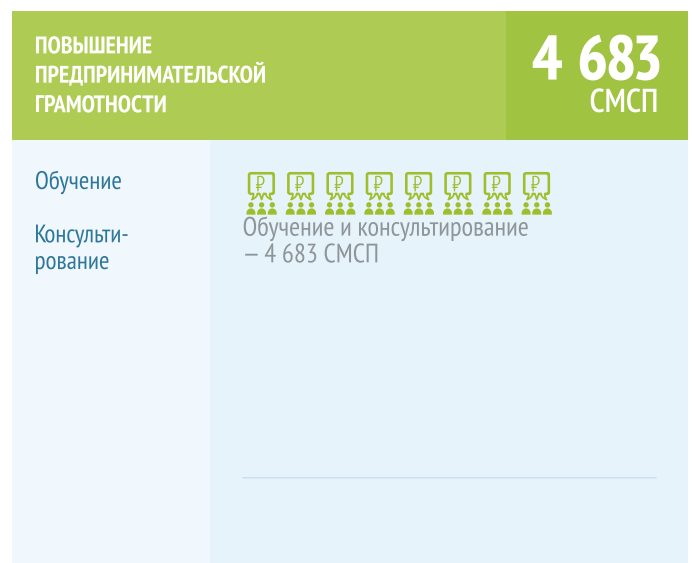 ПОВЫШЕНИЕ
ПРЕДПРИНИМАТЕЛЬСКОЙ
ГРАМОТНОСТИ
4 683
СМСП
Обучение
Консульти-
рование
₽ ₽ ₽ ₽ ₽ ₽ ₽ ₽
Обучение и консультирование
— 4 683 СМСП